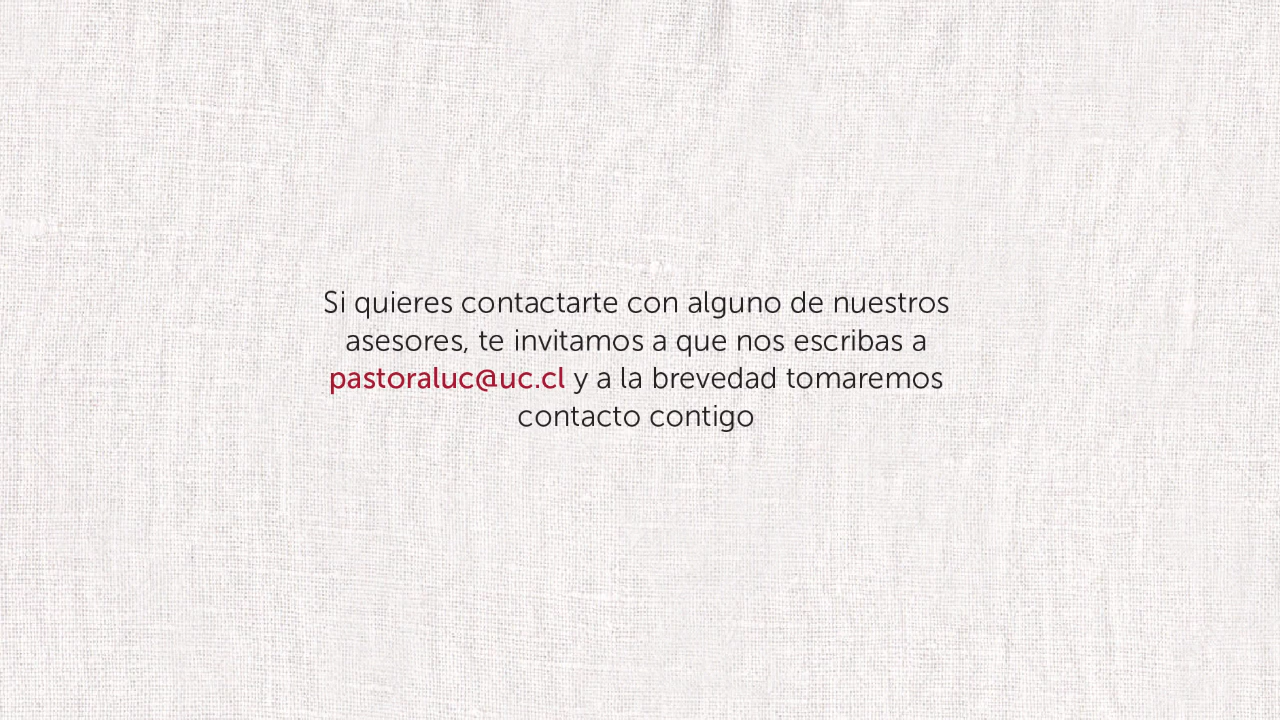 Si quieres contactarte con alguno de nuestros
asesores, te invitamos a que nos escribas a
pastoraluc@uc.cl y a la brevedad tomaremos
contacto contigo